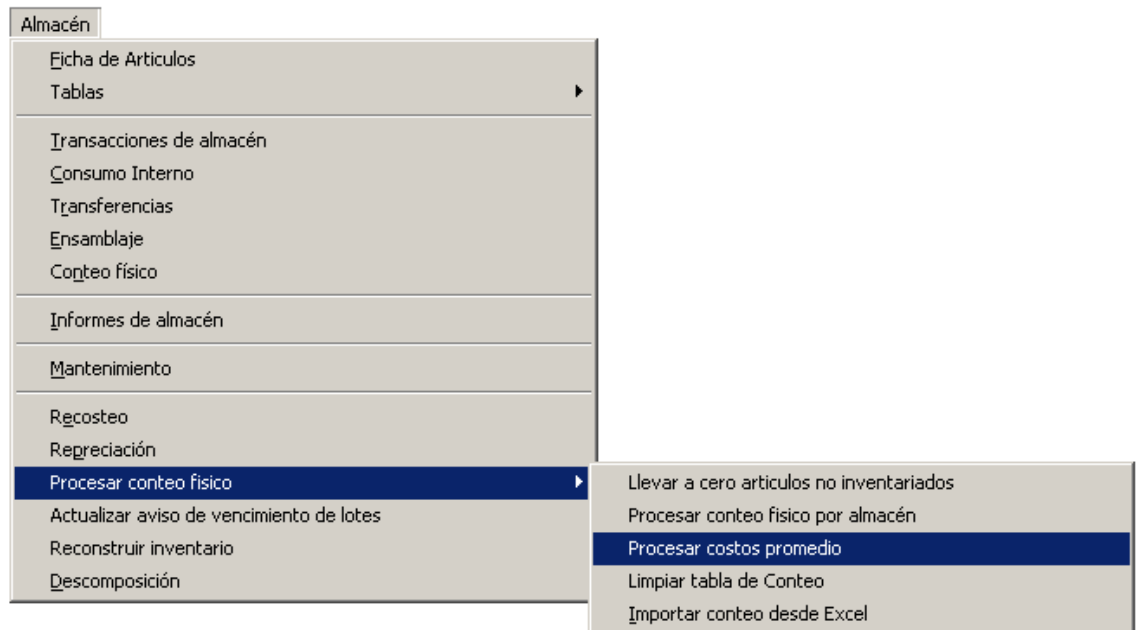 Almacén
Ficha de Articulos
Tablas
Transacciones de almacén
Consumo Interno
Transferencias
Ensamblaje
Conteo físico
Informes de almacén
Mantenimiento
Recosteo
Repreciación
Procesar conteo fisico
Actualizar aviso de vencimiento de lotes
Reconstruir inventario
Descomposición
Llevar a cero articulos no inventariados
Procesar conteo fisico por almacén
Procesar costos promedio
Limpiar tabla de Conteo
Importar conteo desde Excel